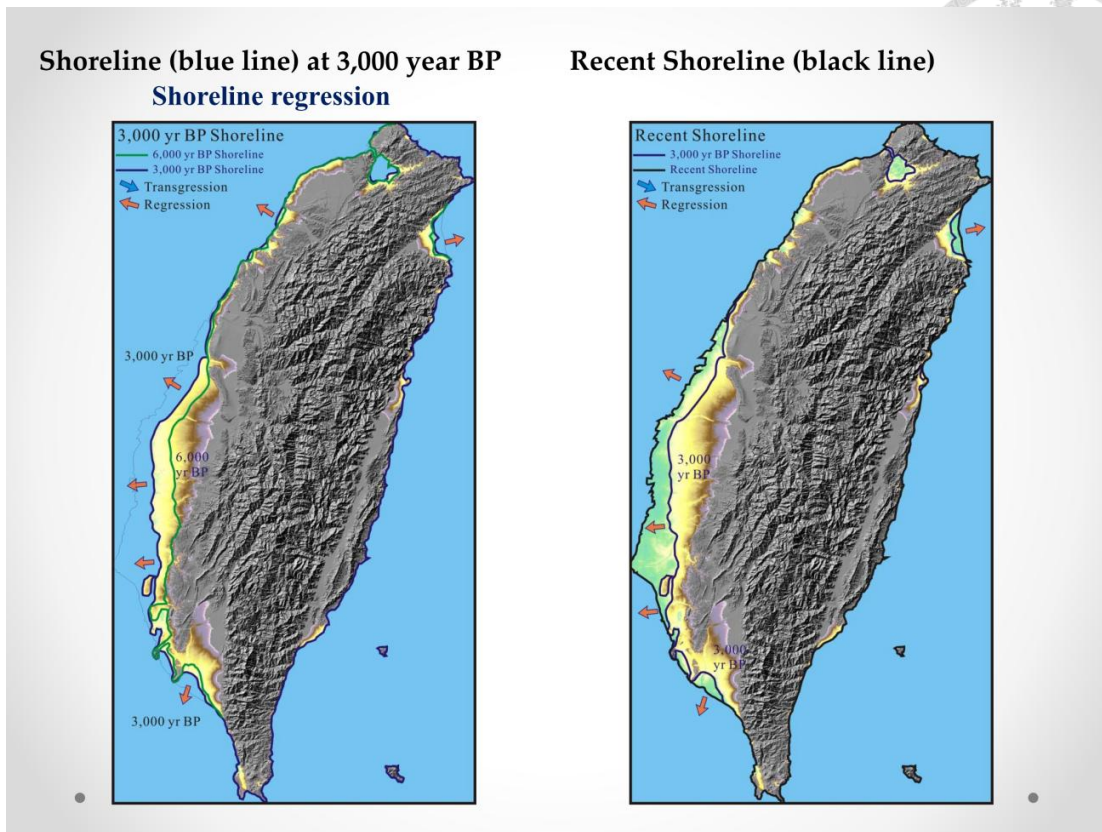 Shoreline (blue line) at 3,000 year BP
Shoreline regression
3,000 yr BP Shoreline
6,000 yr BP Shoreline
3,000 yr BP Shoreline
Transgression
Regression
3,000 yr BP
6,000
yr BP
3,000 yr BP
Recent Shoreline (black line)
Recent Shoreline
3,000 yr BP Shoreline
Recent Shoreline
Transgression
Regression
3,000
yr BP
3,000
yr BP